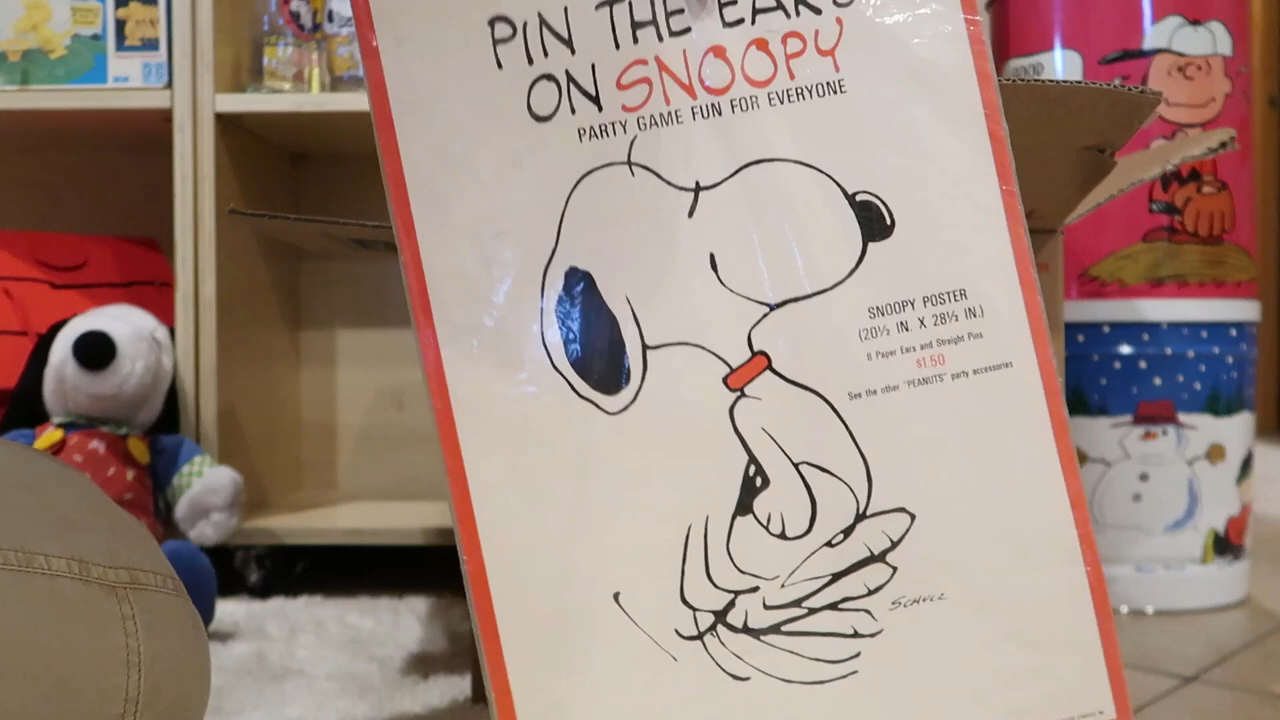 PIN THE EARS
ON SNOOPY
PARTY GAME FUN FOR EVERYONE
SNOOPY POSTER
(20½ IN. X 28½ IN.)
8 Paper Ears and Straight Pins
$1.50
See the other "PEANUTS" party accessories
SCHULZ
GOOD